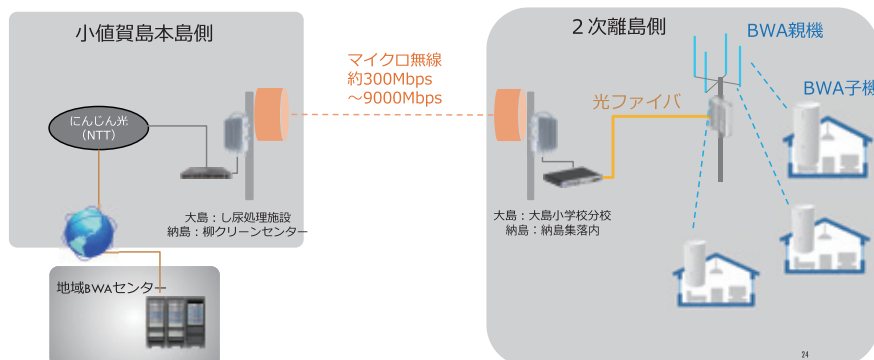 小値賀島本島側
にんじん光
(NTT)
大島:し尿処理施設
納島:柳クリーンセンター
地域BWAセンター
マイクロ無線
約300Mbps
~9000Mbps
2次離島側
BWA親機
BWA子機
光ファイバ
大島:大島小学校分校
納島:納島集落内
24